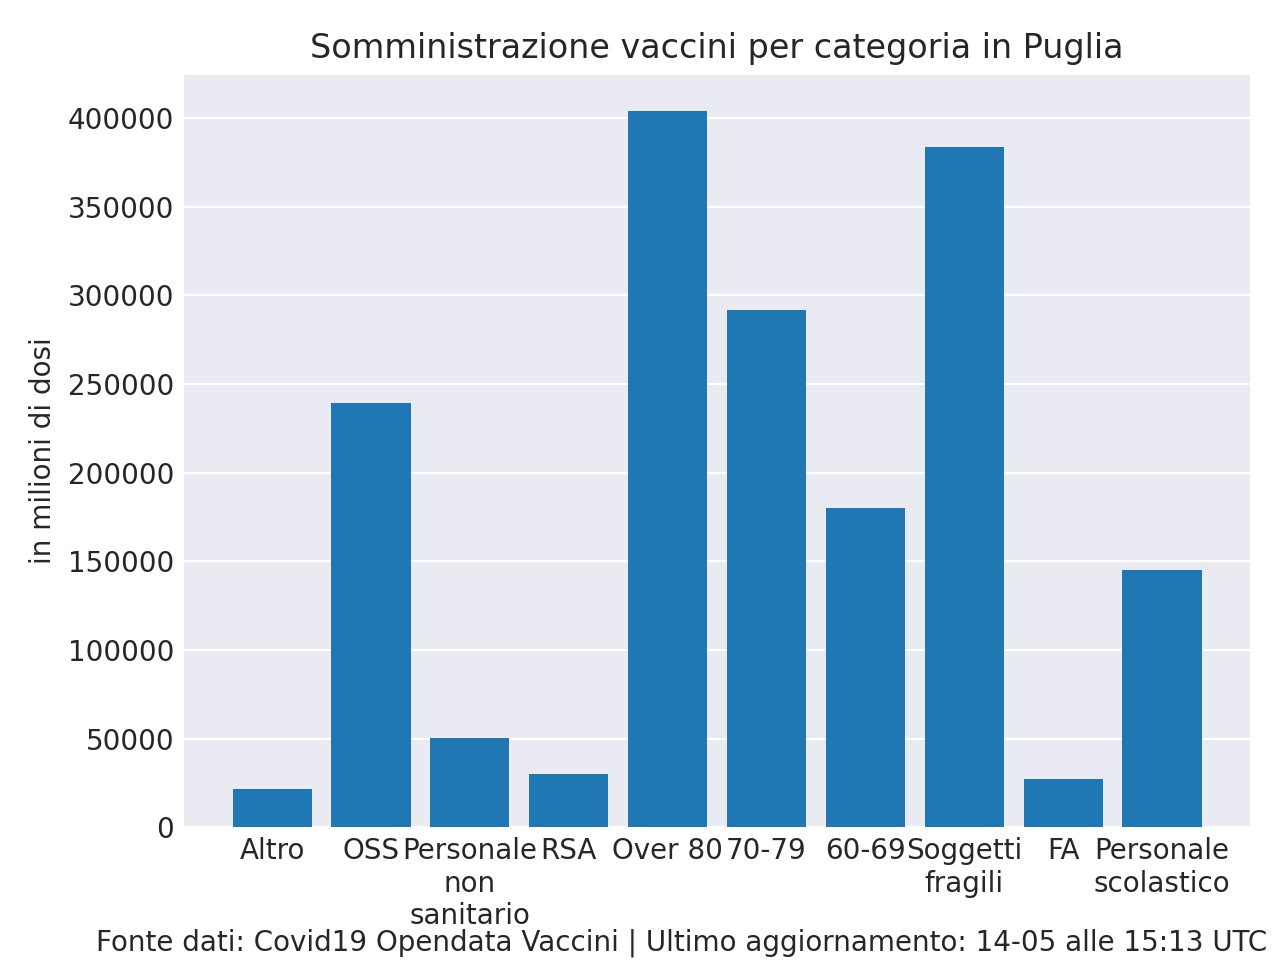 Somministrazione vaccini per categoria in Puglia
in milioni di dosi
400000
350000
300000
250000
200000
150000
100000
50000
0
Altro
OSS
Personale
non
sanitario
RSA
Over 80
70-79
60-69
Soggetti
fragili
FA
Personale
scolastico
Fonte dati: Covid19 Opendata Vaccini | Ultimo aggiornamento: 14-05 alle 15:13 UTC